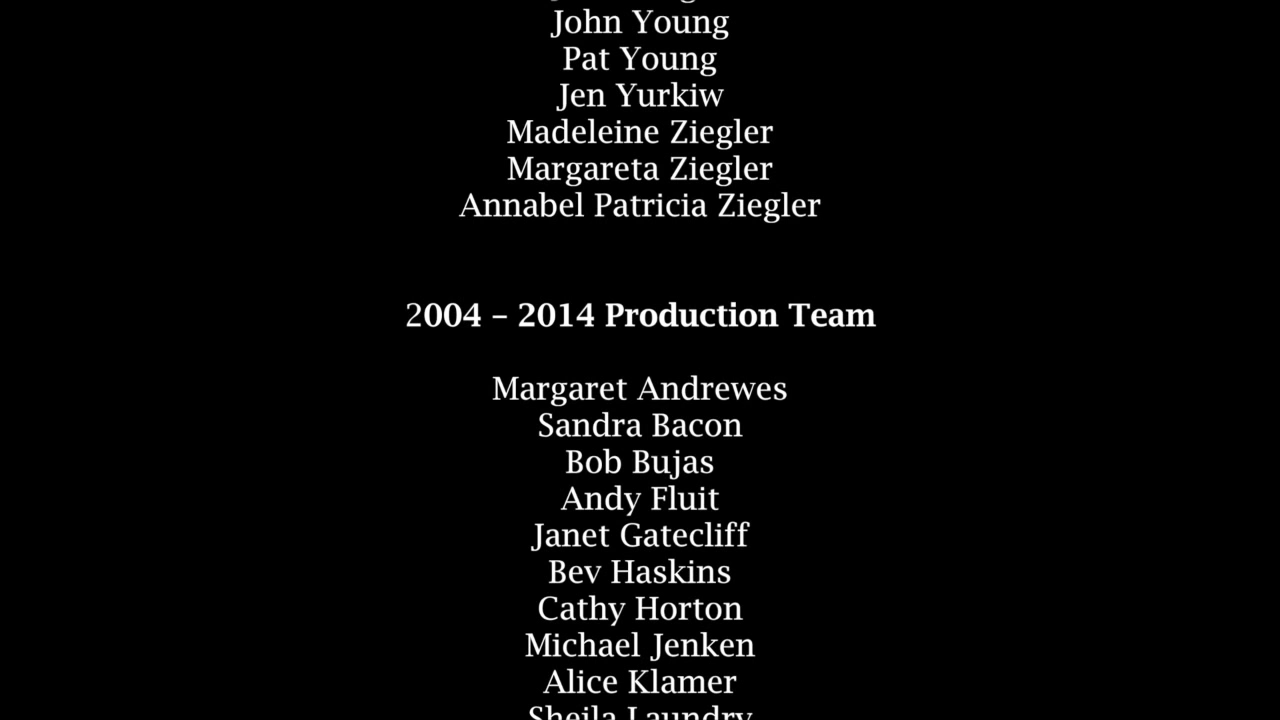 John Young
Pat Young
Jen Yurkiw
Madeleine Ziegler
Margareta Ziegler
Annabel Patricia Ziegler
2004 – 2014 Production Team
Margaret Andrewes
Sandra Bacon
Bob Bujas
Andy Fluit
Janet Gatecliff
Bev Haskins
Cathy Horton
Michael Jenken
Alice Klamer
Sheila Laundry